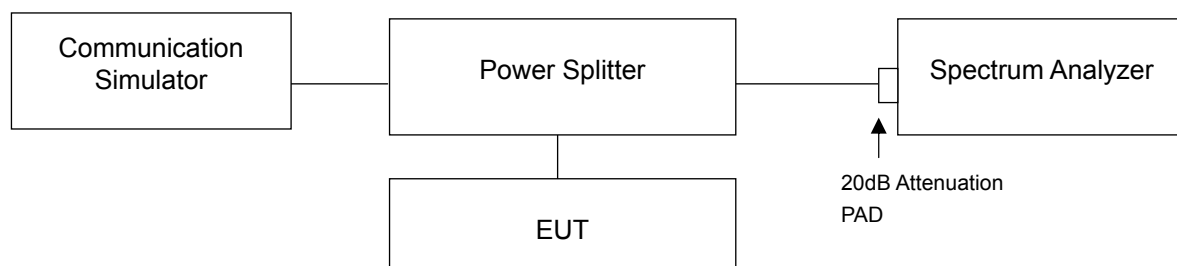 Communication
Simulator
Power Splitter
Spectrum Analyzer
20dB Attenuation
PAD
EUT